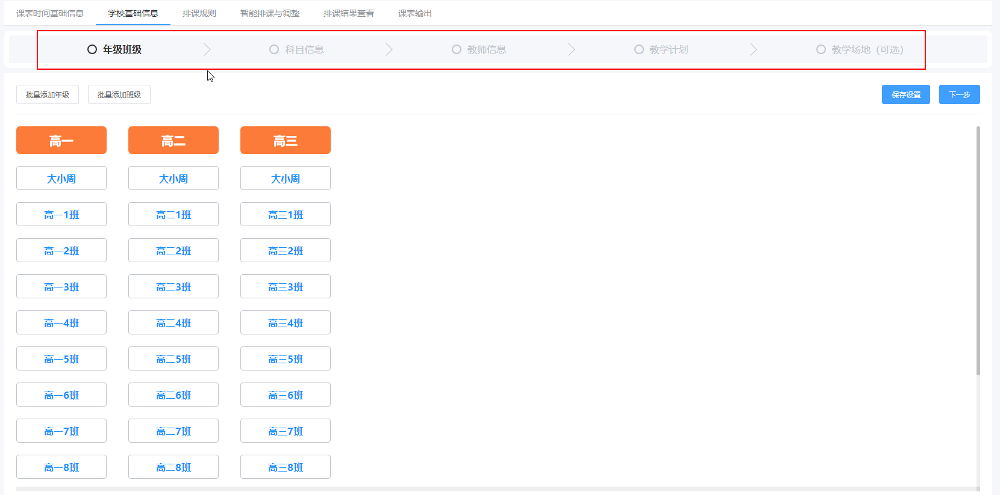 课表时间基础信息 学校基础信息 排课规则 智能排课与调整 排课结果查看 课表输出
年级班级 科目信息 教师信息 教学计划 教学场地（可选）
批量添加年级 批量添加班级 保存设置 下一步
高一 高二 高三
大小周 大小周 大小周
高一1班 高二1班 高三1班
高一2班 高二2班 高三2班
高一3班 高二3班 高三3班
高一4班 高二4班 高三4班
高一5班 高二5班 高三5班
高一6班 高二6班 高三6班
高一7班 高二7班 高三7班
高一8班 高二8班 高三8班